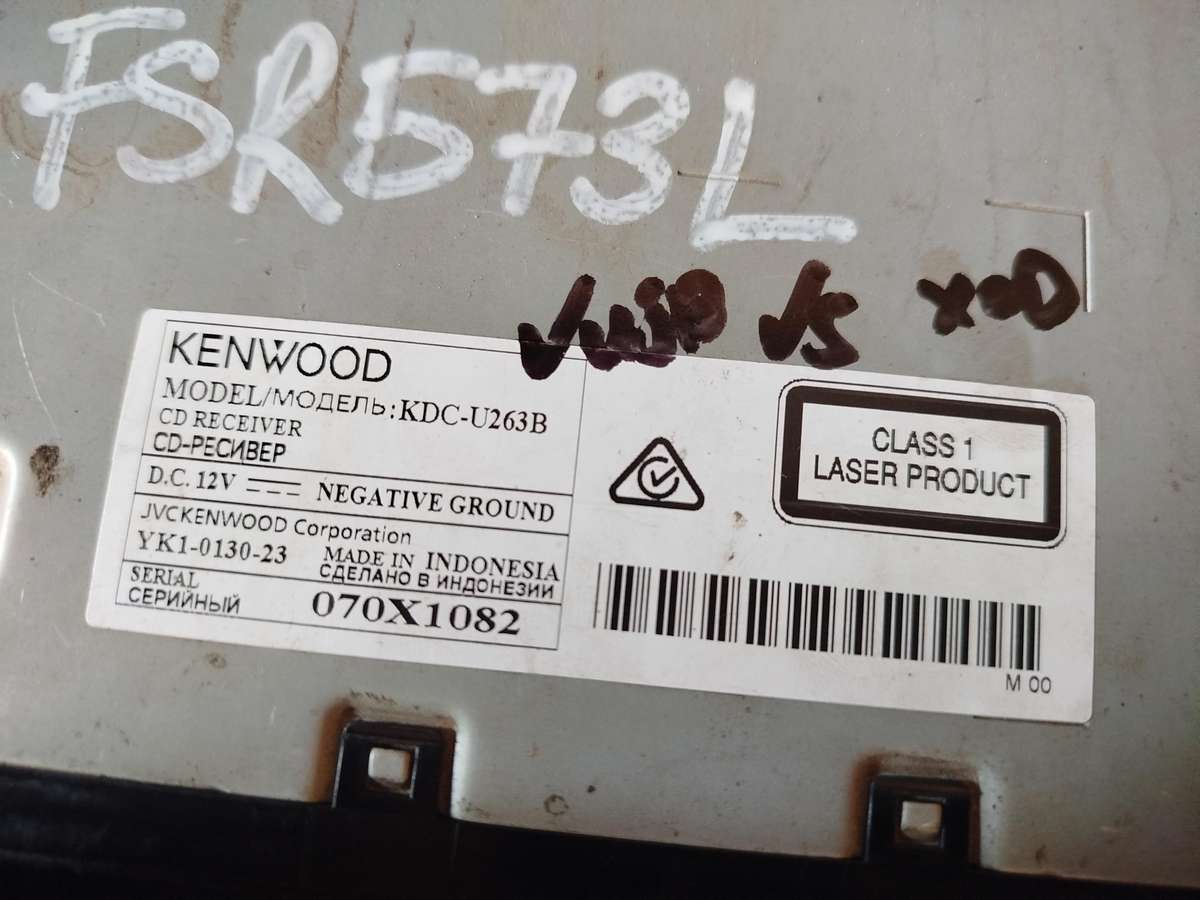 FSR573L
KENWOOD
MODEL/МОДЕЛЬ: KDC-U263B
CD RECEIVER
CD-РЕСИВЕР
D.C. 12V NEGATIVE GROUND
JVCKENWOOD Corporation
YK1-0130-23 MADE IN INDONESIA
СДЕЛАНО В ИНДОНЕЗИИ
SERIAL
СЕРИЙНЫЙ 070X1082
CLASS 1
LASER PRODUCT
M 00